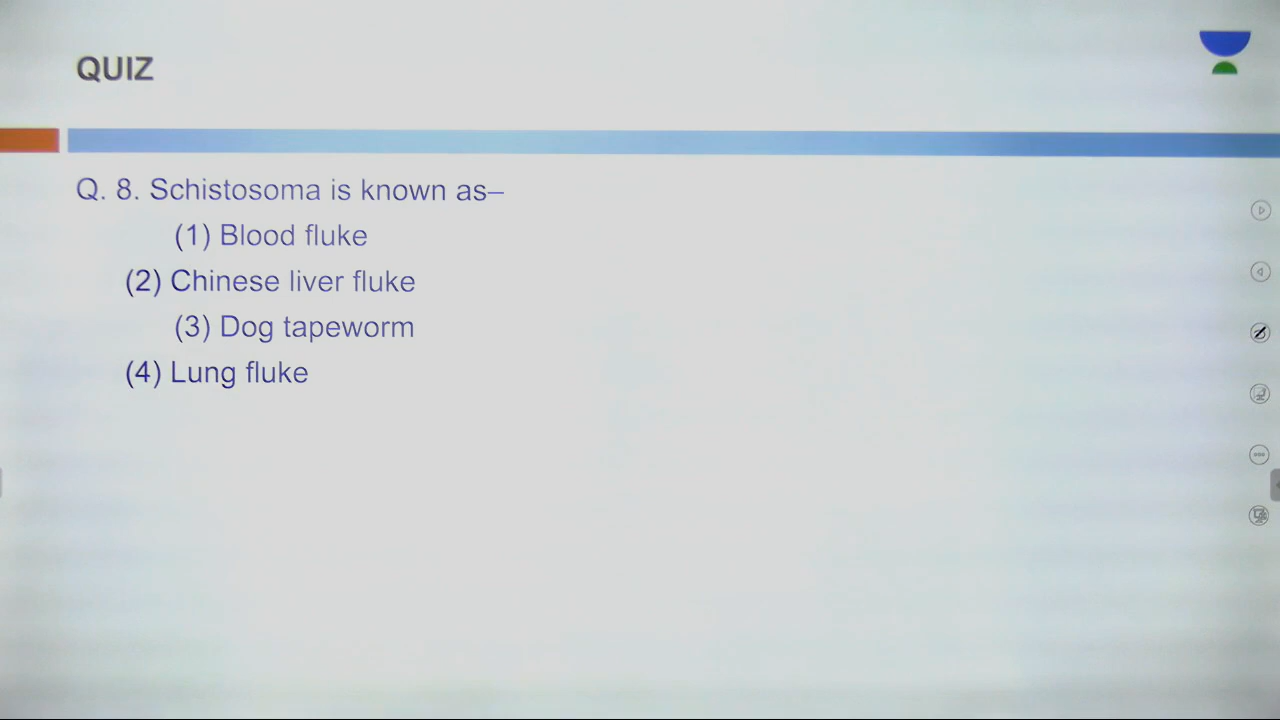 QUIZ
Q. 8. Schistosoma is known as–
(1) Blood fluke
(2) Chinese liver fluke
(3) Dog tapeworm
(4) Lung fluke